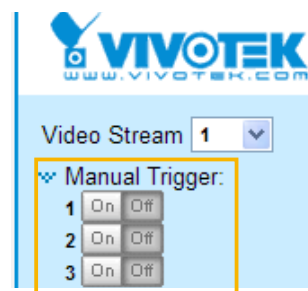 VIVOTEK
www.vivotek.com
Video Stream 1
Manual Trigger:
1 On Off
2 On Off
3 On Off